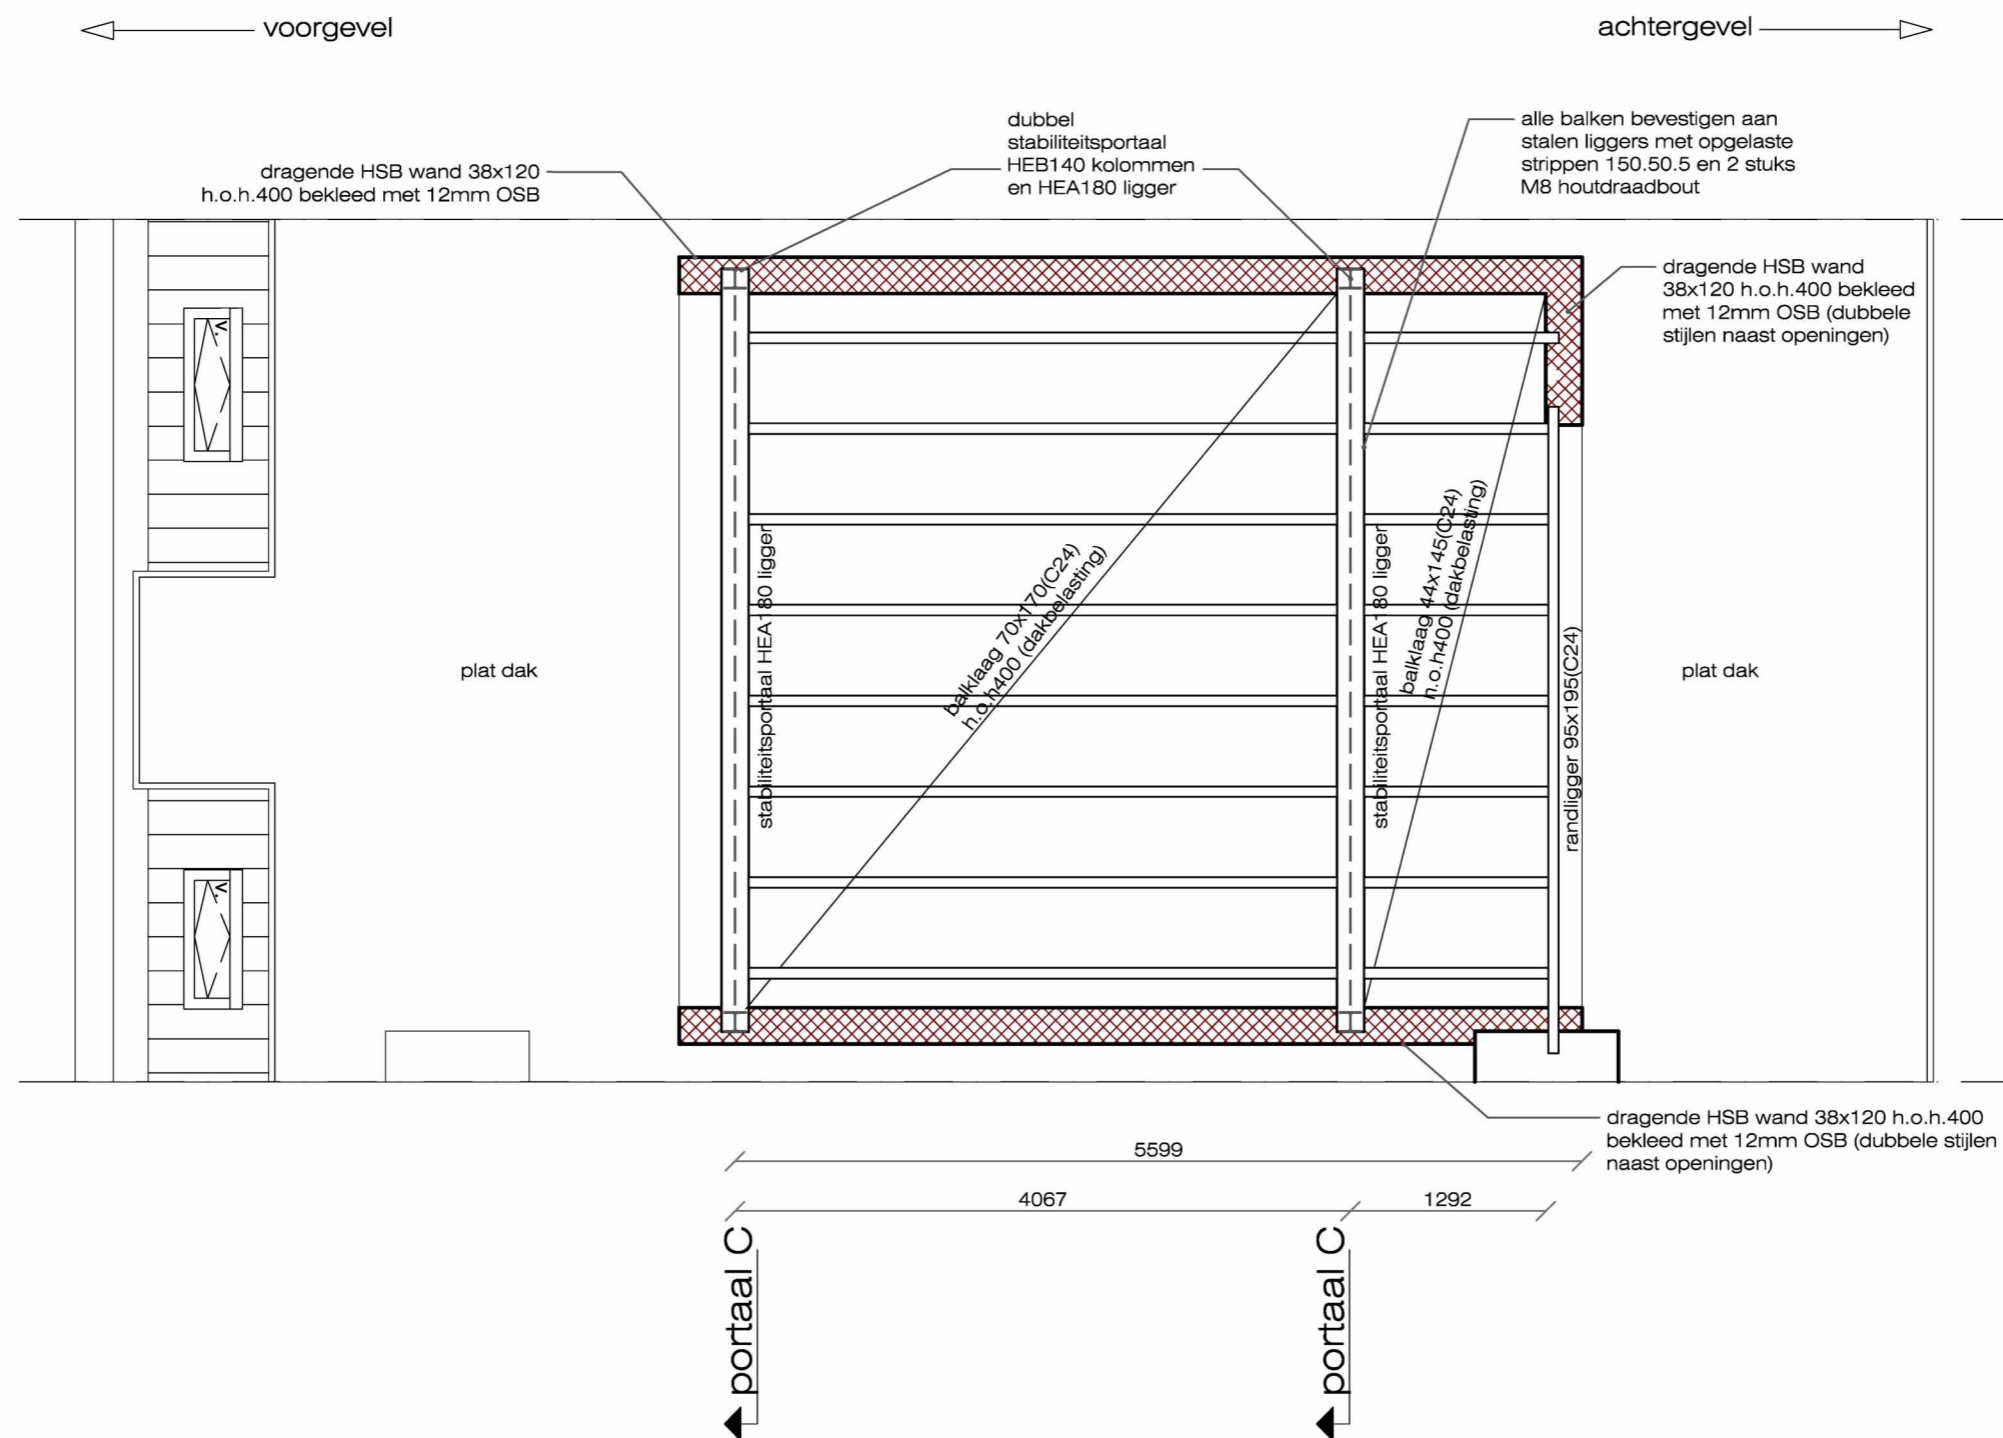 voorgevel
achtergevel
dragende HSB wand 38x120
h.o.h.400 bekleed met 12mm OSB
dubbel
stabiliteitsportaal
HEB140 kolommen
en HEA180 ligger
alle balken bevestigen aan
stalen liggers met opgelaste
strippen 150.50.5 en 2 stuks
M8 houtdraadbout
dragende HSB wand
38x120 h.o.h.400 bekleed
met 12mm OSB (dubbele
stijlen naast openingen)
v.
v.
plat dak
stabiliteitsportaal HEA180 ligger
balklaag 70x170(C24)
h.o.h400 (dakbelasting)
stabiliteitsportaal HEA180 ligger
balklaag 44x145(C24)
h.o.h400 (dakbelasting)
randligger 95x195(C24)
plat dak
dragende HSB wand 38x120 h.o.h.400
bekleed met 12mm OSB (dubbele stijlen
naast openingen)
5599
4067
1292
portaal C
portaal C